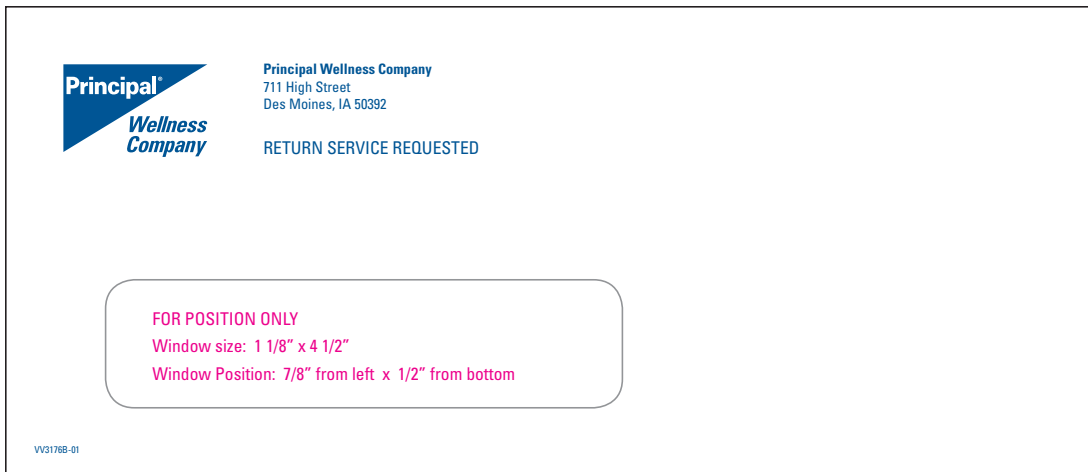 Principal®
Wellness
Company
Principal Wellness Company
711 High Street
Des Moines, IA 50392
RETURN SERVICE REQUESTED
FOR POSITION ONLY
Window size: 1 1/8" x 4 1/2"
Window Position: 7/8" from left x 1/2" from bottom
VV3176B-01